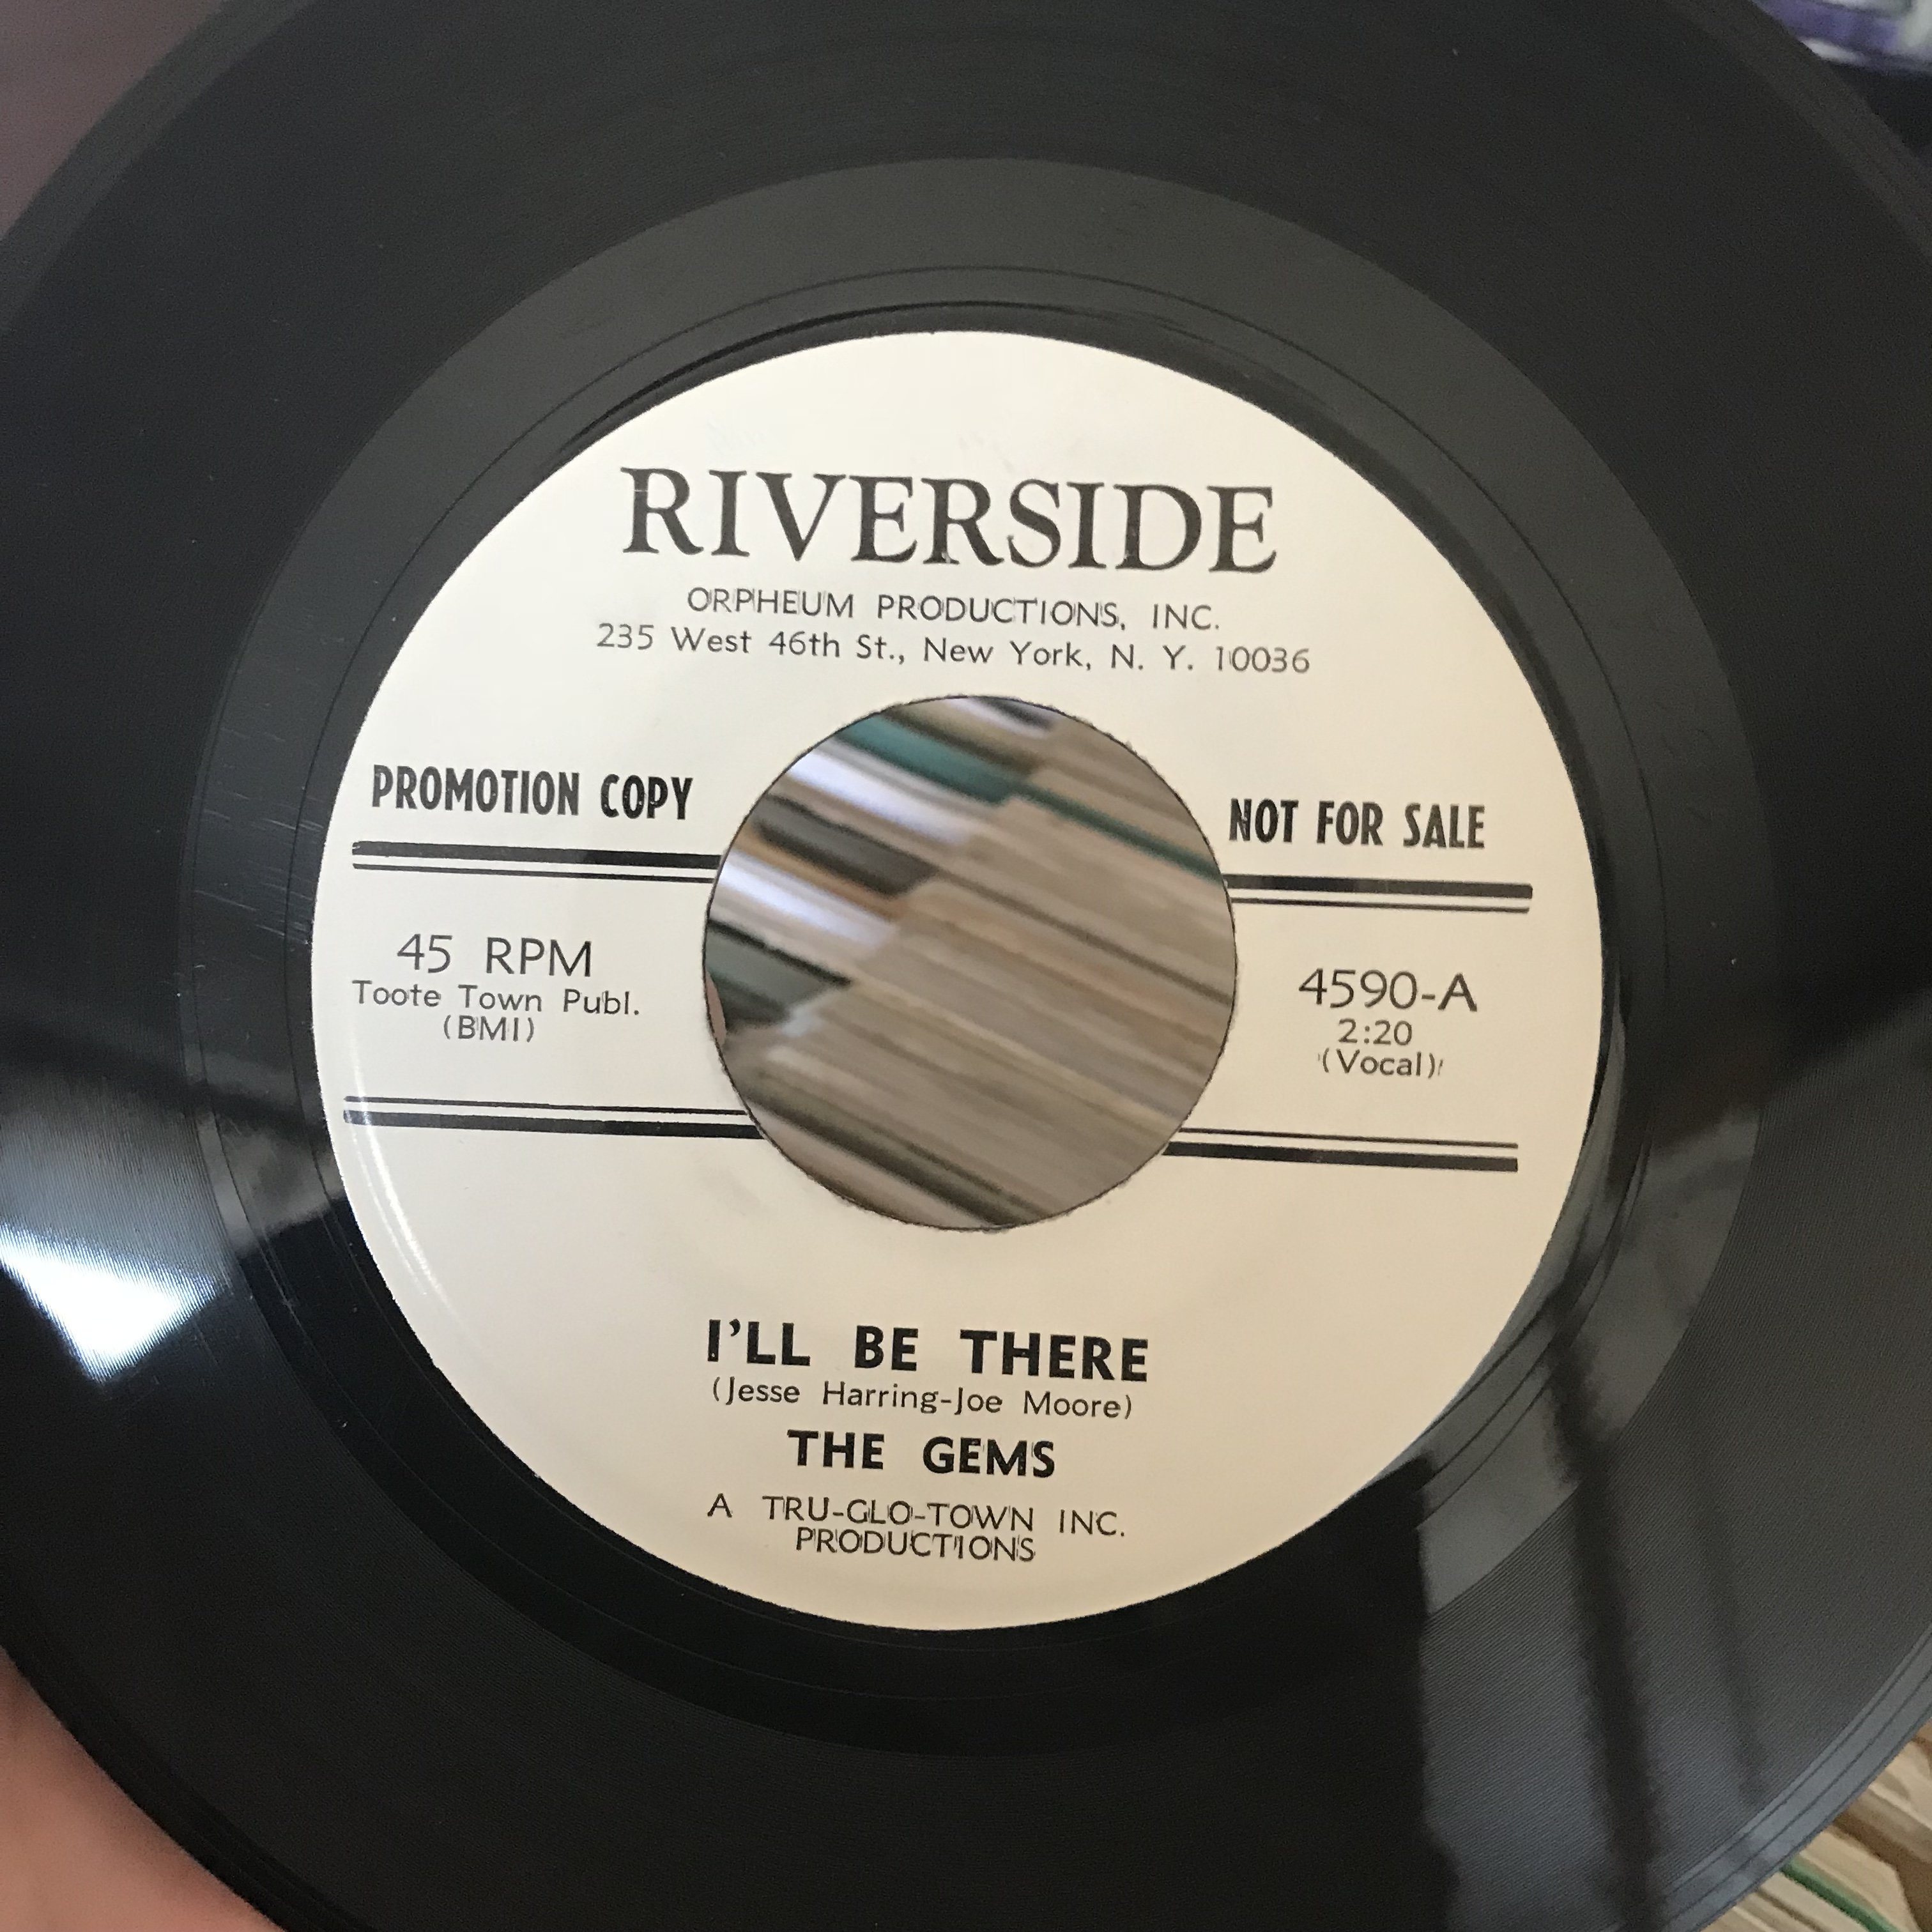 RIVERSIDE
ORPHEUM PRODUCTIONS, INC.
235 West 46th St., New York, N. Y. 10036
PROMOTION COPY
NOT FOR SALE
45 RPM
Toote Town Publ.
(BMI)
4590-A
2:20
(Vocal)
I'LL BE THERE
(Jesse Harring-Joe Moore)
THE GEMS
A TRU-GLO-TOWN INC.
PRODUCTIONS